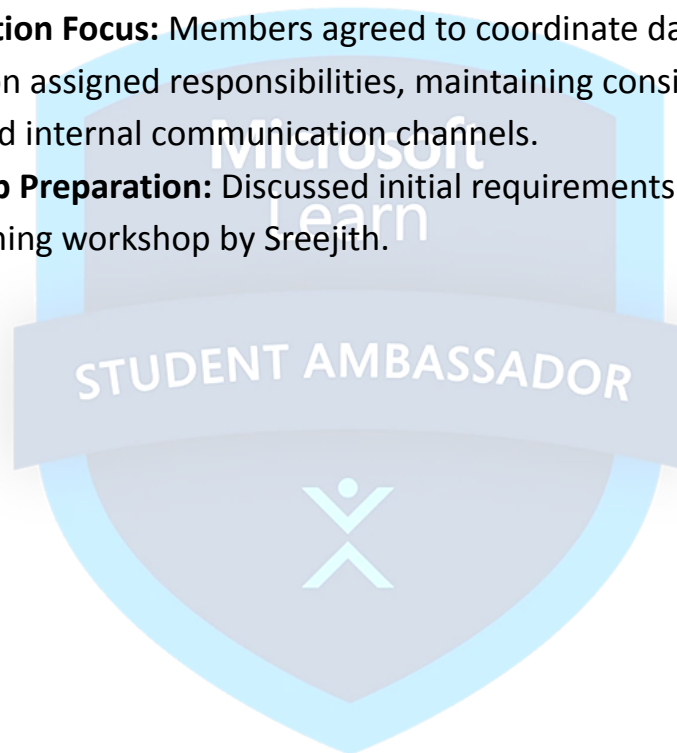 tion Focus: Members agreed to coordinate da
n assigned responsibilities, maintaining consi
d internal communication channels.
Microsoft
p Preparation: Discussed initial requirements
Learn
ning workshop by Sreejith.
STUDENT AMBASSADOR